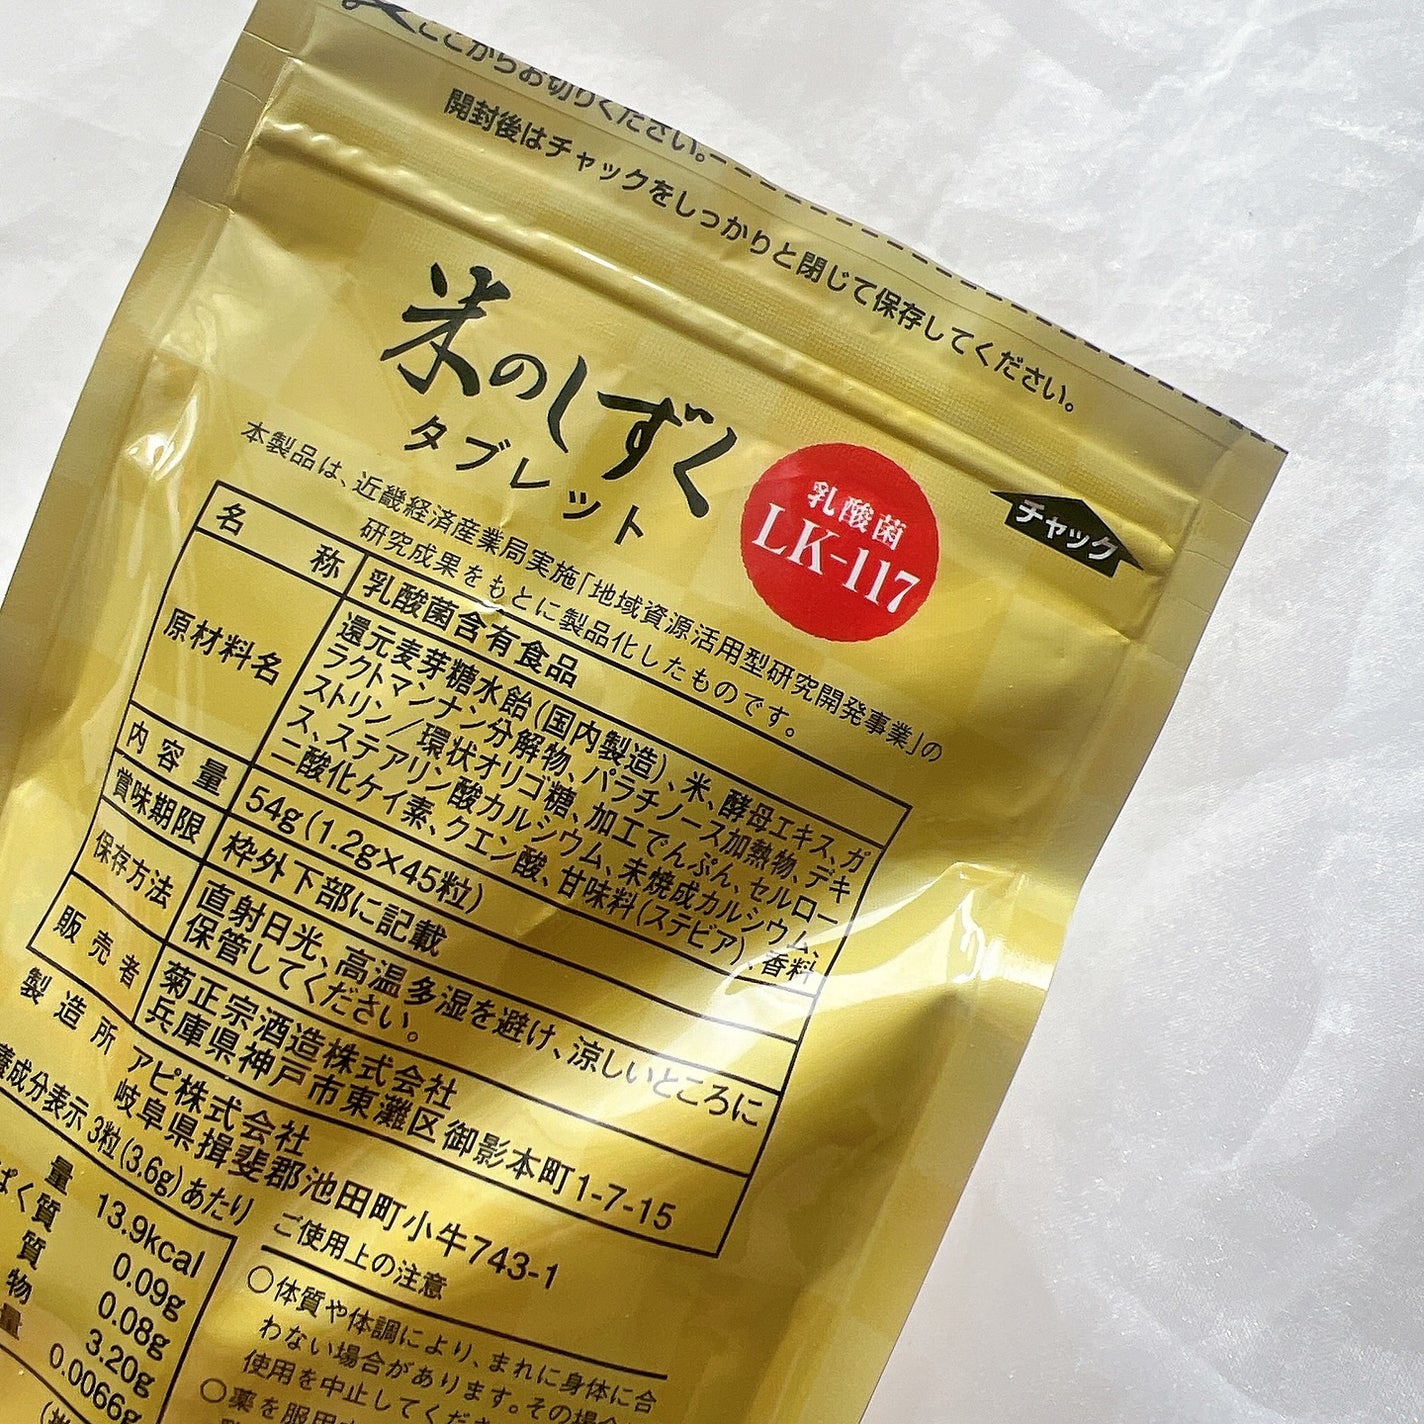 ここからお切りください。
開封後はチャックをしっかりと閉じて保存してください。
チャック
米のしずく
タブレット
乳酸菌
LK-117
本製品は、近畿経済産業局実施「地域資源活用型研究開発事業」の
研究成果をもとに製品化したものです。
名称 乳酸菌含有食品
原材料名 還元麦芽糖水飴(国内製造)、米、酵母エキス、ガ
ラクトマンナン分解物、パラチノース加熱物、デキ
ストリン/環状オリゴ糖、加工でんぷん、セルロー
ス、ステアリン酸カルシウム、未焼成カルシウム、
二酸化ケイ素、クエン酸、甘味料(ステビア)、香料
内容量 54g(1.2g×45粒)
賞味期限 枠外下部に記載
保存方法 直射日光、高温多湿を避け、涼しいところに
保管してください。
販売者 菊正宗酒造株式会社
兵庫県神戸市東灘区御影本町1-7-15
製造所 アピ株式会社
岐阜県揖斐郡池田町小牛743-1
養成分表示 3粒(3.6g)あたり
量 13.9kcal
ぱく質 0.09g
質 0.08g
物 3.20g
量 0.0066g
ご使用上の注意
○体質や体調により、まれに身体に合
わない場合があります。その場合
使用を中止してくだ
○薬を服用